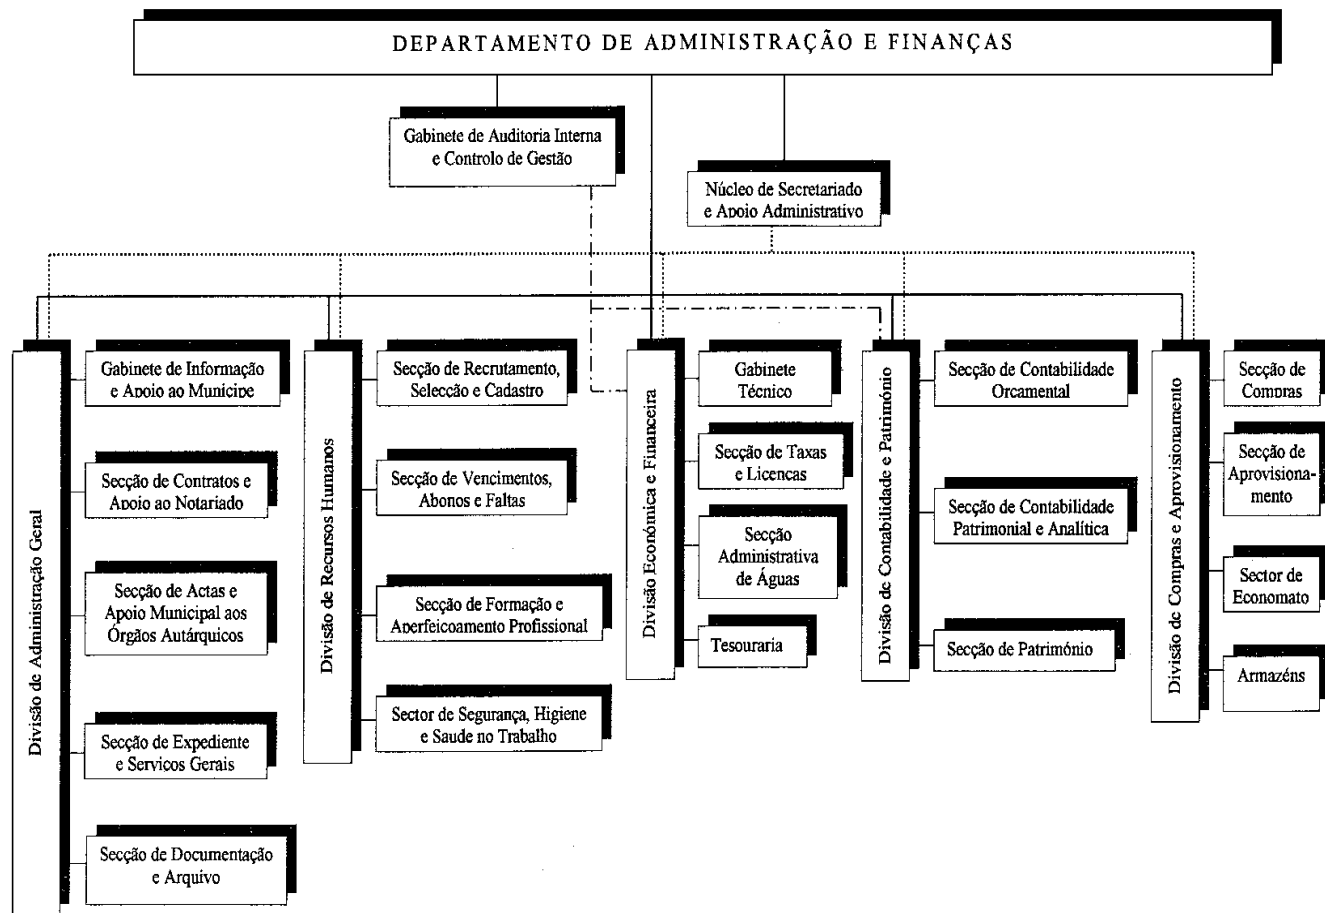 DEPARTAMENTO DE ADMINISTRAÇÃO E FINANÇAS
Gabinete de Auditoria Interna
e Controlo de Gestão
Núcleo de Secretariado
e Apoio Administrativo
Divisão de Administração Geral
Gabinete de Informação
e Apoio ao Munícipe
Secção de Contratos e
Apoio ao Notariado
Secção de Actas e
Apoio Municipal aos
Órgãos Autárquicos
Secção de Expediente
e Serviços Gerais
Secção de Documentação
e Arquivo
Divisão de Recursos Humanos
Secção de Recrutamento,
Selecção e Cadastro
Secção de Vencimentos,
Abonos e Faltas
Secção de Formação e
Aperfeiçoamento Profissional
Sector de Segurança, Higiene
e Saude no Trabalho
Divisão Económica e Financeira
Gabinete
Técnico
Secção de Taxas
e Licenças
Secção
Administrativa
de Águas
Tesouraria
Divisão de Contabilidade e Património
Secção de Contabilidade
Orçamental
Secção de Contabilidade
Patrimonial e Analítica
Secção de Património
Divisão de Compras e Aprovisionamento
Secção de
Compras
Secção de
Aprovisiona-
mento
Sector de
Economato
Armazéns